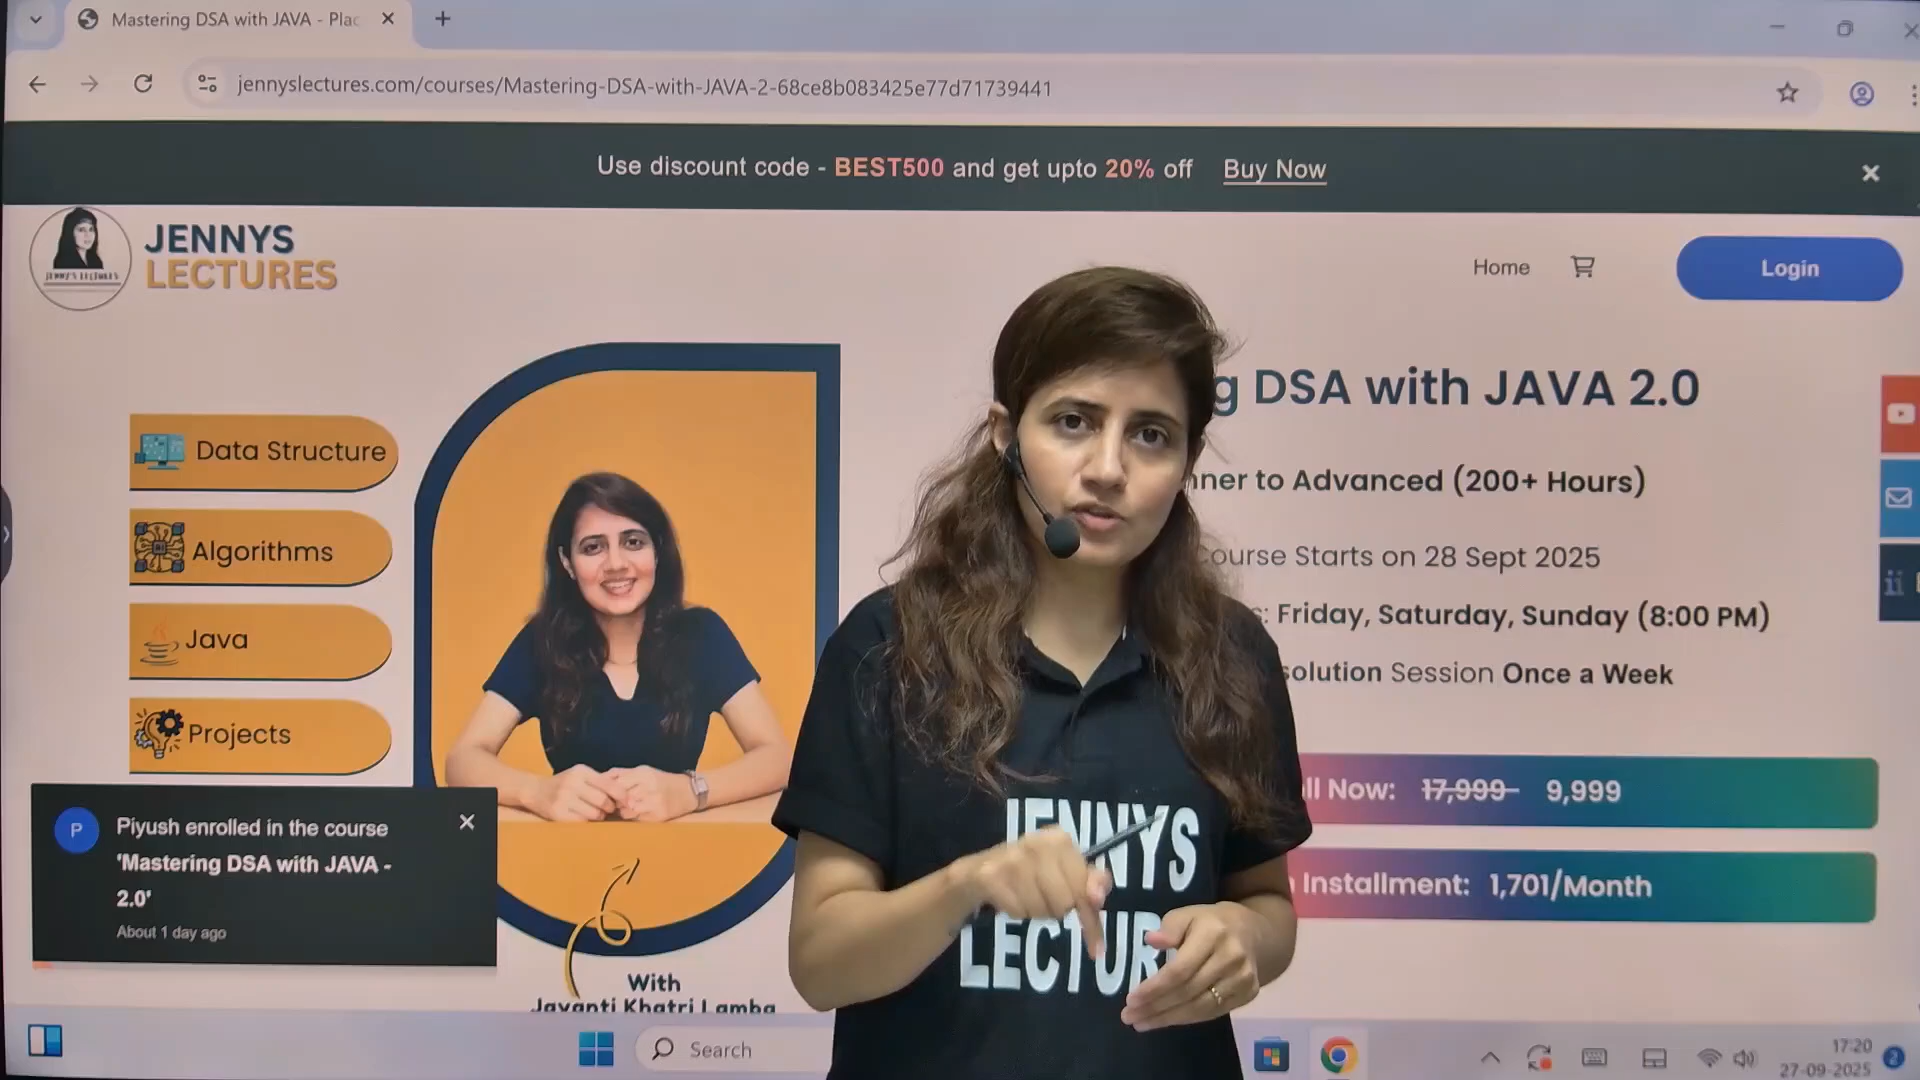 Mastering DSA with JAVA - Plac
jennyslectures.com/courses/Mastering-DSA-with-JAVA-2-68ce8b083425e77d71739441
Use discount code - BEST500 and get upto 20% off Buy Now
JENNYS
LECTURES
JENNY'S LECTURES
Home
Login
Data Structure
Algorithms
Java
Projects
g DSA with JAVA 2.0
nner to Advanced (200+ Hours)
Course Starts on 28 Sept 2025
: Friday, Saturday, Sunday (8:00 PM)
solution Session Once a Week
ll Now: 17,999 9,999
Installment: 1,701/Month
P
Piyush enrolled in the course
'Mastering DSA with JAVA -
2.0'
About 1 day ago
With
Jayanti Khatri Lamba
JENNYS
LECTUR
Search
17:20
27-09-2025
2